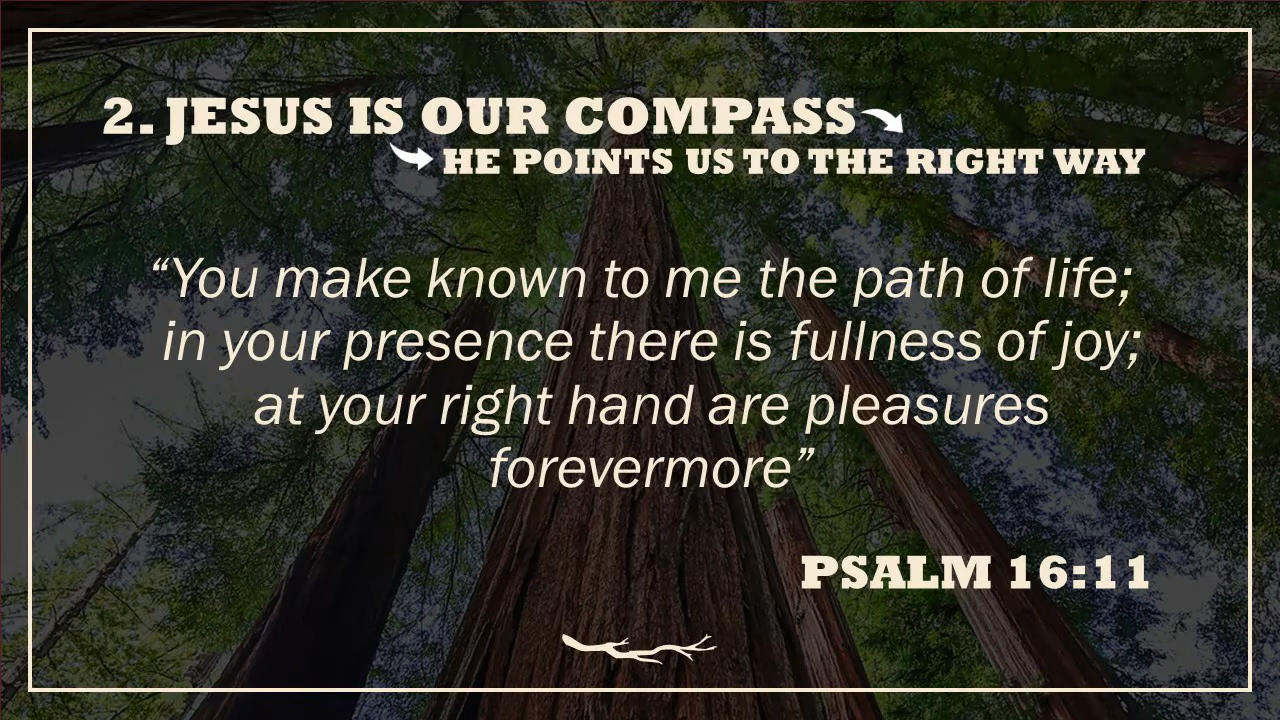 2. JESUS IS OUR COMPASS
HE POINTS US TO THE RIGHT WAY
“You make known to me the path of life;
in your presence there is fullness of joy;
at your right hand are pleasures
forevermore”
PSALM 16:11